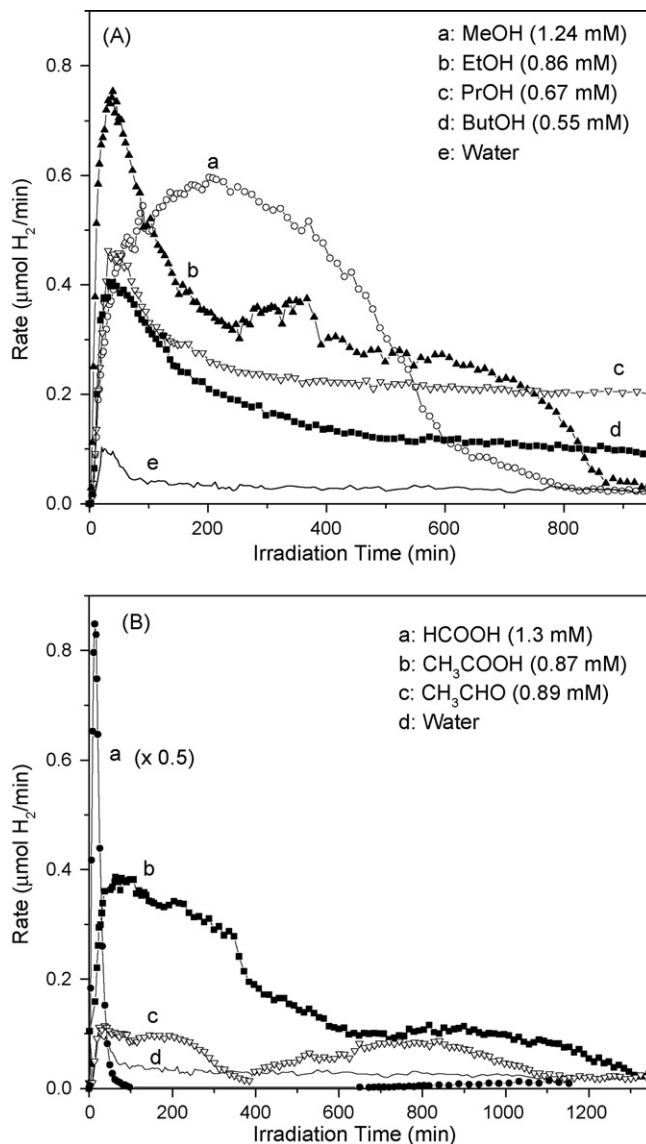 (A)
a: MeOH (1.24 mM)
b: EtOH (0.86 mM)
c: PrOH (0.67 mM)
d: ButOH (0.55 mM)
e: Water
a
b
c
d
e
0.8
0.6
0.4
0.2
0.0
Rate (μmol H₂/min)
0 200 400 600 800
Irradiation Time (min)
(B)
a: HCOOH (1.3 mM)
b: CH₃COOH (0.87 mM)
c: CH₃CHO (0.89 mM)
d: Water
a (x 0.5)
b
c
d
0.8
0.6
0.4
0.2
0.0
Rate (μmol H₂/min)
0 200 400 600 800 1000 1200
Irradiation Time (min)